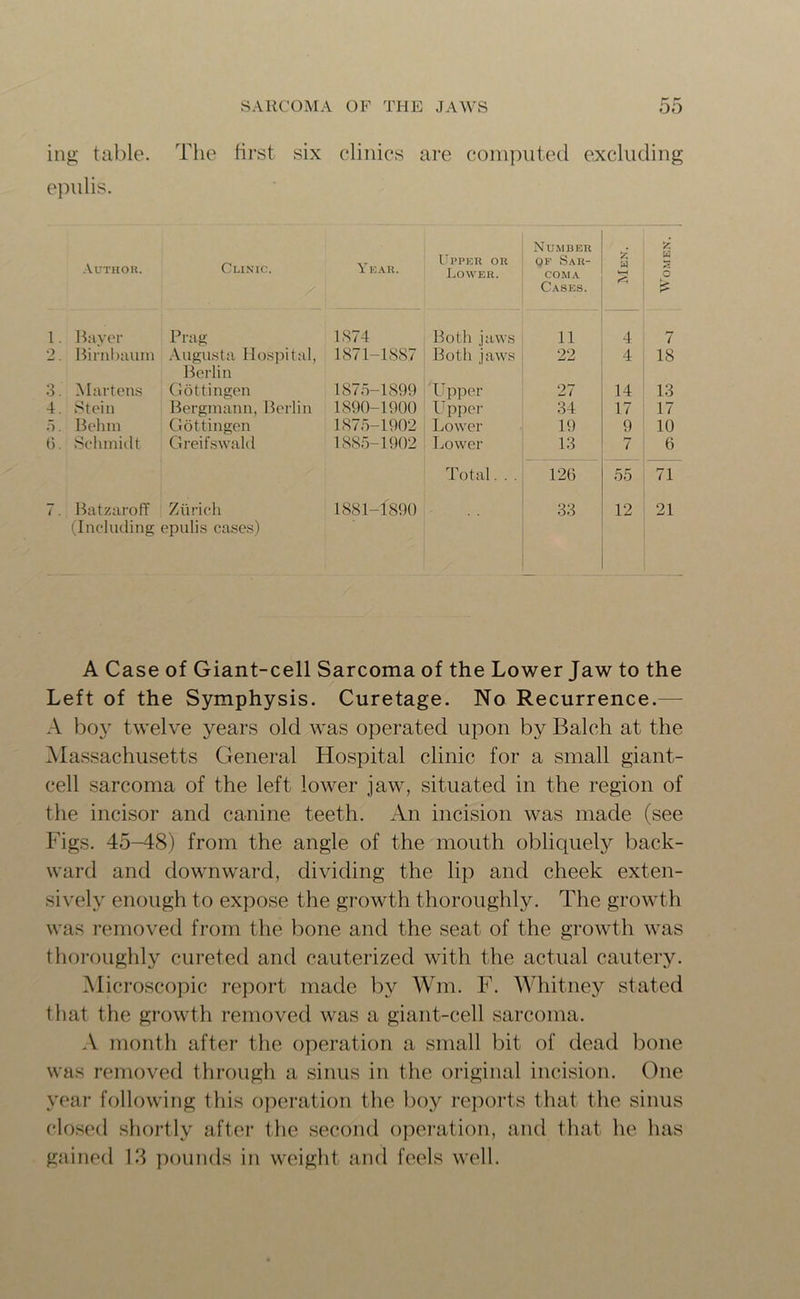 SARCOMA OF THE JAWS 55
ing table. The first six clinics are computed excluding
epulis.
Author. Clinic. Year. Upper or Lower. Number of Sarcoma Cases. Men. Women.
1. Bayer Prag 1874 Both jaws 11 4 7
2. Birnbaum Augusta Hospital, 1871-1887 Both jaws 22 4 18
Berlin
3. Martens Göttingen 1875-1899 Upper 27 14 13
4. Stein Bergmann, Berlin 1890-1900 Upper 34 17 17
5. Behm Göttingen 1875-1902 Lower 19 9 10
6. Schmidt Greifswald 1885-1902 Lower 13 7 6
Total. . . 126 55 71
7. Batzaroff Zürich 1881-1890 . . 33 12 21
(Including epulis cases)
A Case of Giant-cell Sarcoma of the Lower Jaw to the
Left of the Symphysis. Curetage. No Recurrence.—
A boy twelve years old was operated upon by Balch at the
Massachusetts General Hospital clinic for a small giant-
cell sarcoma of the left lower jaw, situated in the region of
the incisor and canine teeth. An incision was made (see
Figs. 45–48) from the angle of the mouth obliquely back-
ward and downward, dividing the lip and cheek exten-
sively enough to expose the growth thoroughly. The growth
was removed from the bone and the seat of the growth was
thoroughly cureted and cauterized with the actual cautery.
Microscopic report made by Wm. F. Whitney stated
that the growth removed was a giant-cell sarcoma.
A month after the operation a small bit of dead bone
was removed through a sinus in the original incision. One
year following this operation the boy reports that the sinus
closed shortly after the second operation, and that he has
gained 13 pounds in weight and feels well.